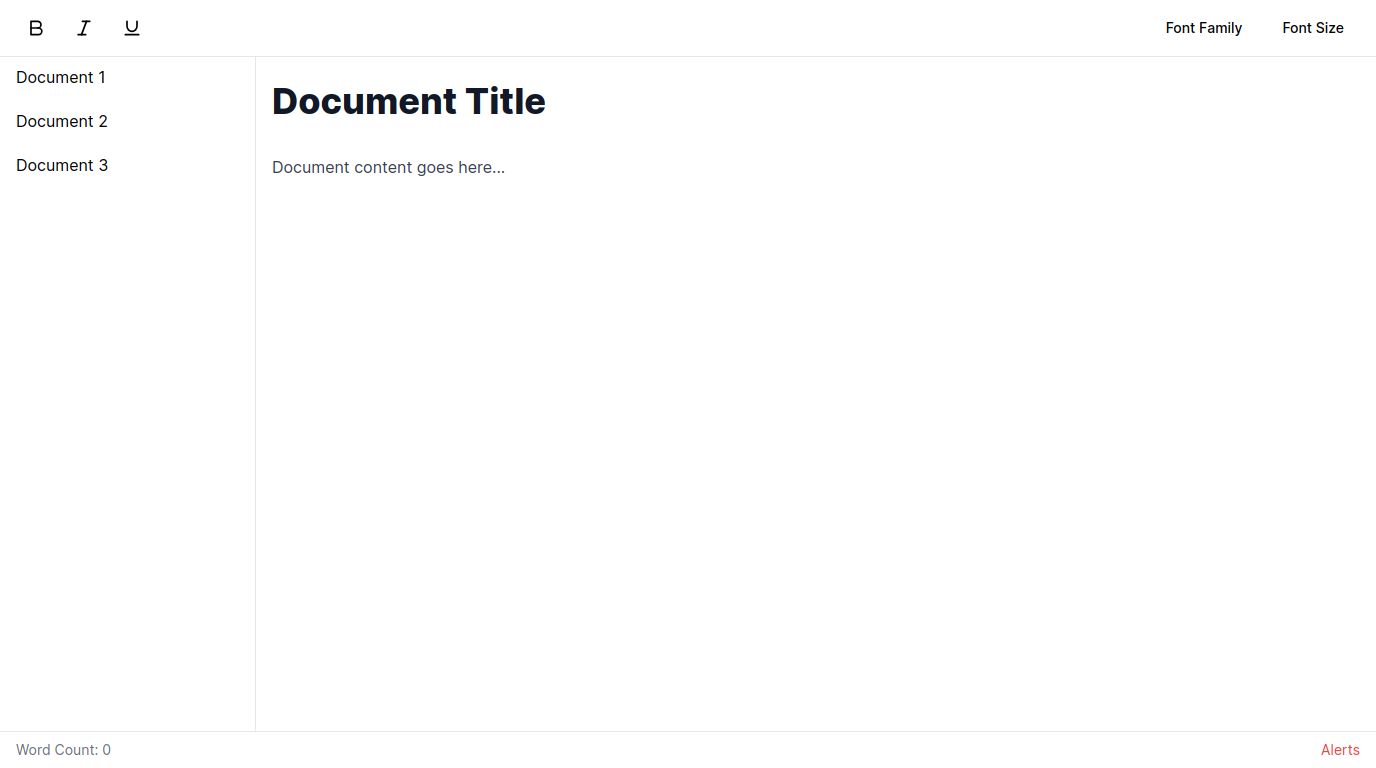 Font Family
Font Size
Document 1
Document 2
Document 3
Document Title
Document content goes here...
Word Count: 0
Alerts